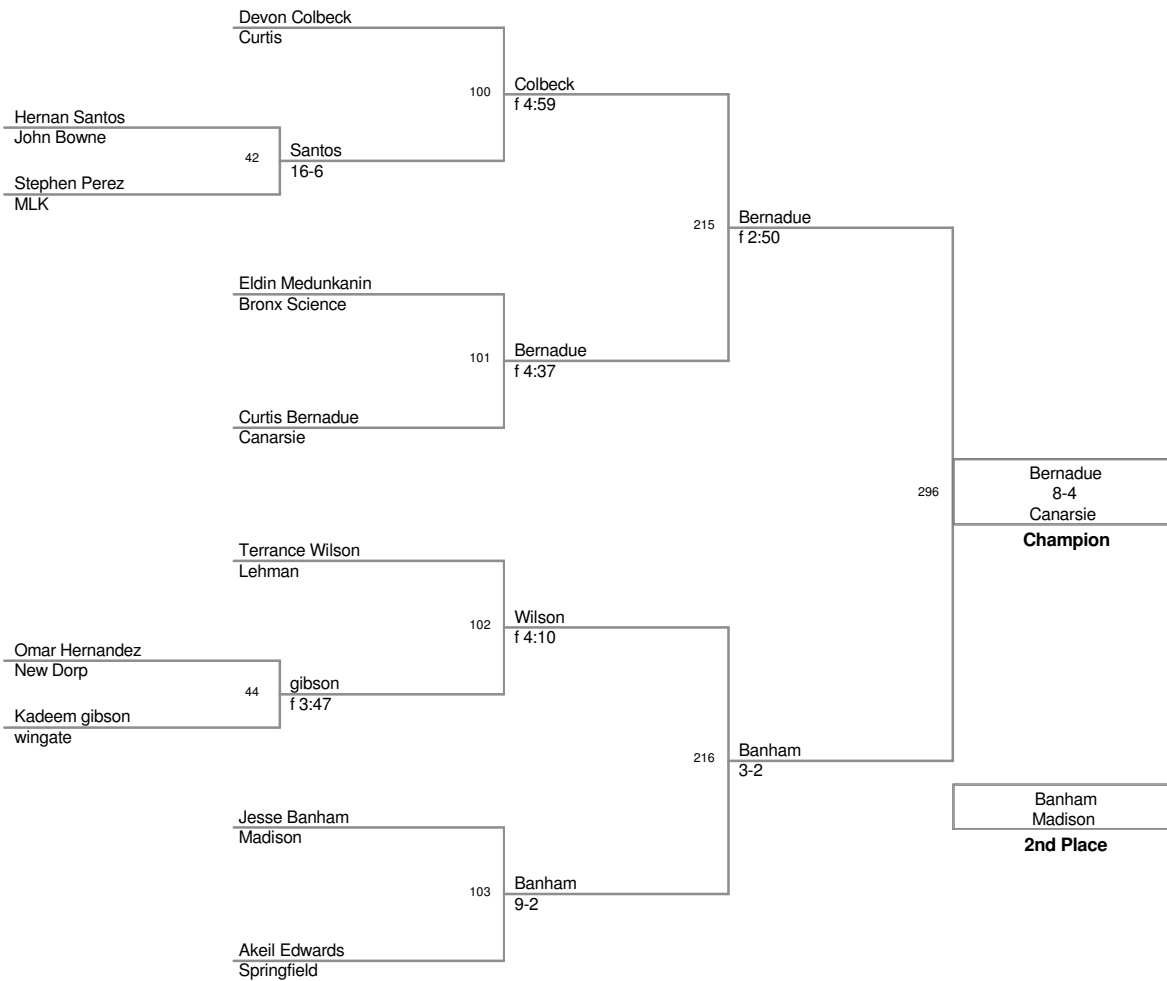 Devon Colbeck
Curtis
100
Colbeck
f 4:59
Hernan Santos
John Bowne
42
Santos
16-6
Stephen Perez
MLK
215
Bernadue
f 2:50
Eldin Medunkanin
Bronx Science
101
Bernadue
f 4:37
Curtis Bernadue
Canarsie
296
Bernadue
8-4
Canarsie
Champion
Terrance Wilson
Lehman
102
Wilson
f 4:10
Omar Hernandez
New Dorp
44
gibson
f 3:47
Kadeem gibson
wingate
216
Banham
3-2
Banham
Madison
2nd Place
Jesse Banham
Madison
103
Banham
9-2
Akeil Edwards
Springfield